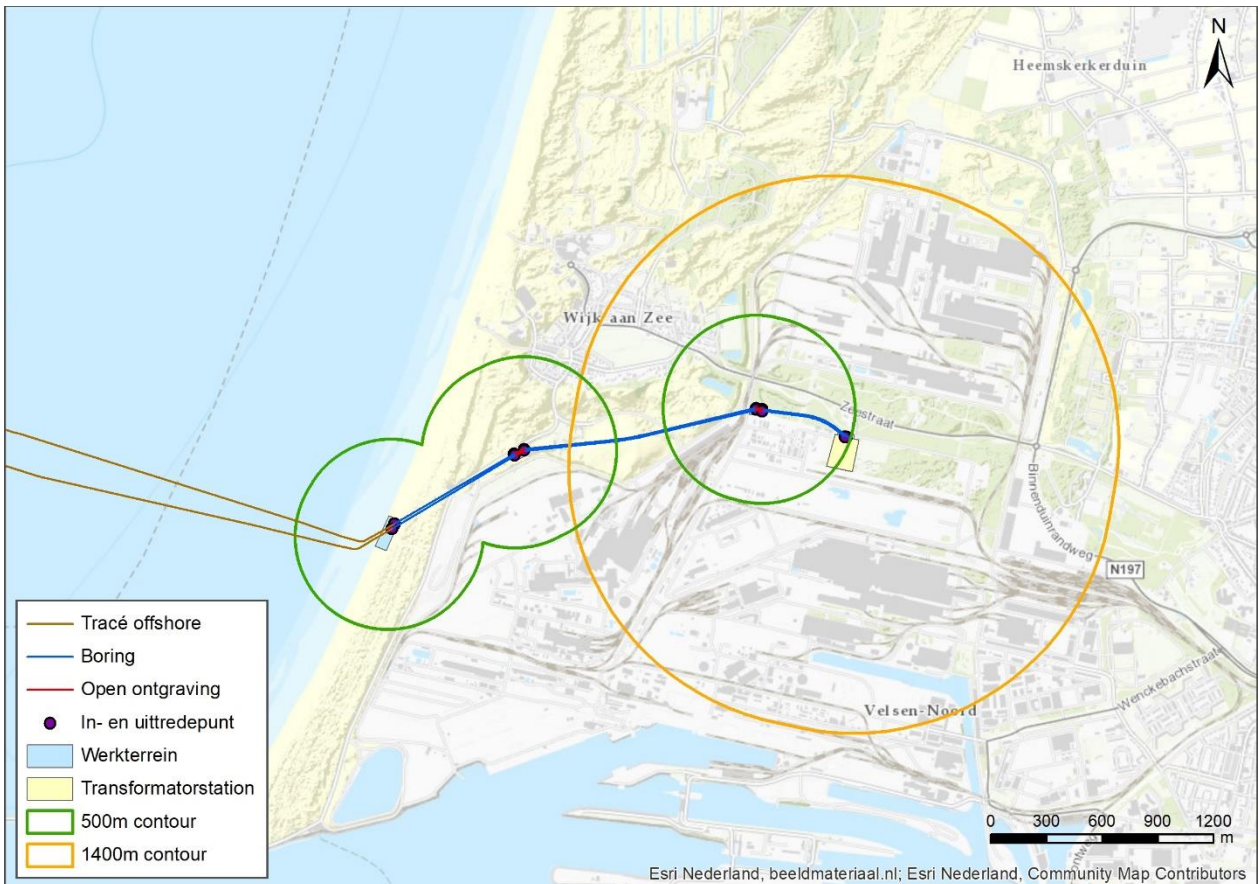 N
Heemskerkerduin
Wijk aan Zee
Zeestraat
Binnenduinrandweg
N197
Wenckebachstraat
Velsen-Noord
Tracé offshore
Boring
Open ontgraving
In- en uittredepunt
Werkterrein
Transformatorstation
500m contour
1400m contour
0 300 600 900 1200
m
Esri Nederland, beeldmateriaal.nl; Esri Nederland, Community Map Contributors